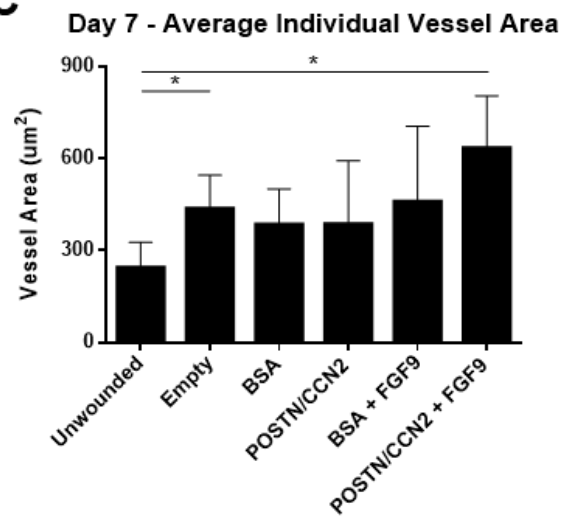 Day 7 - Average Individual Vessel Area
Vessel Area (um²)
900
600
300
0
*
*
Unwounded
Empty
BSA
POSTN/CCN2
BSA + FGF9
POSTN/CCN2 + FGF9